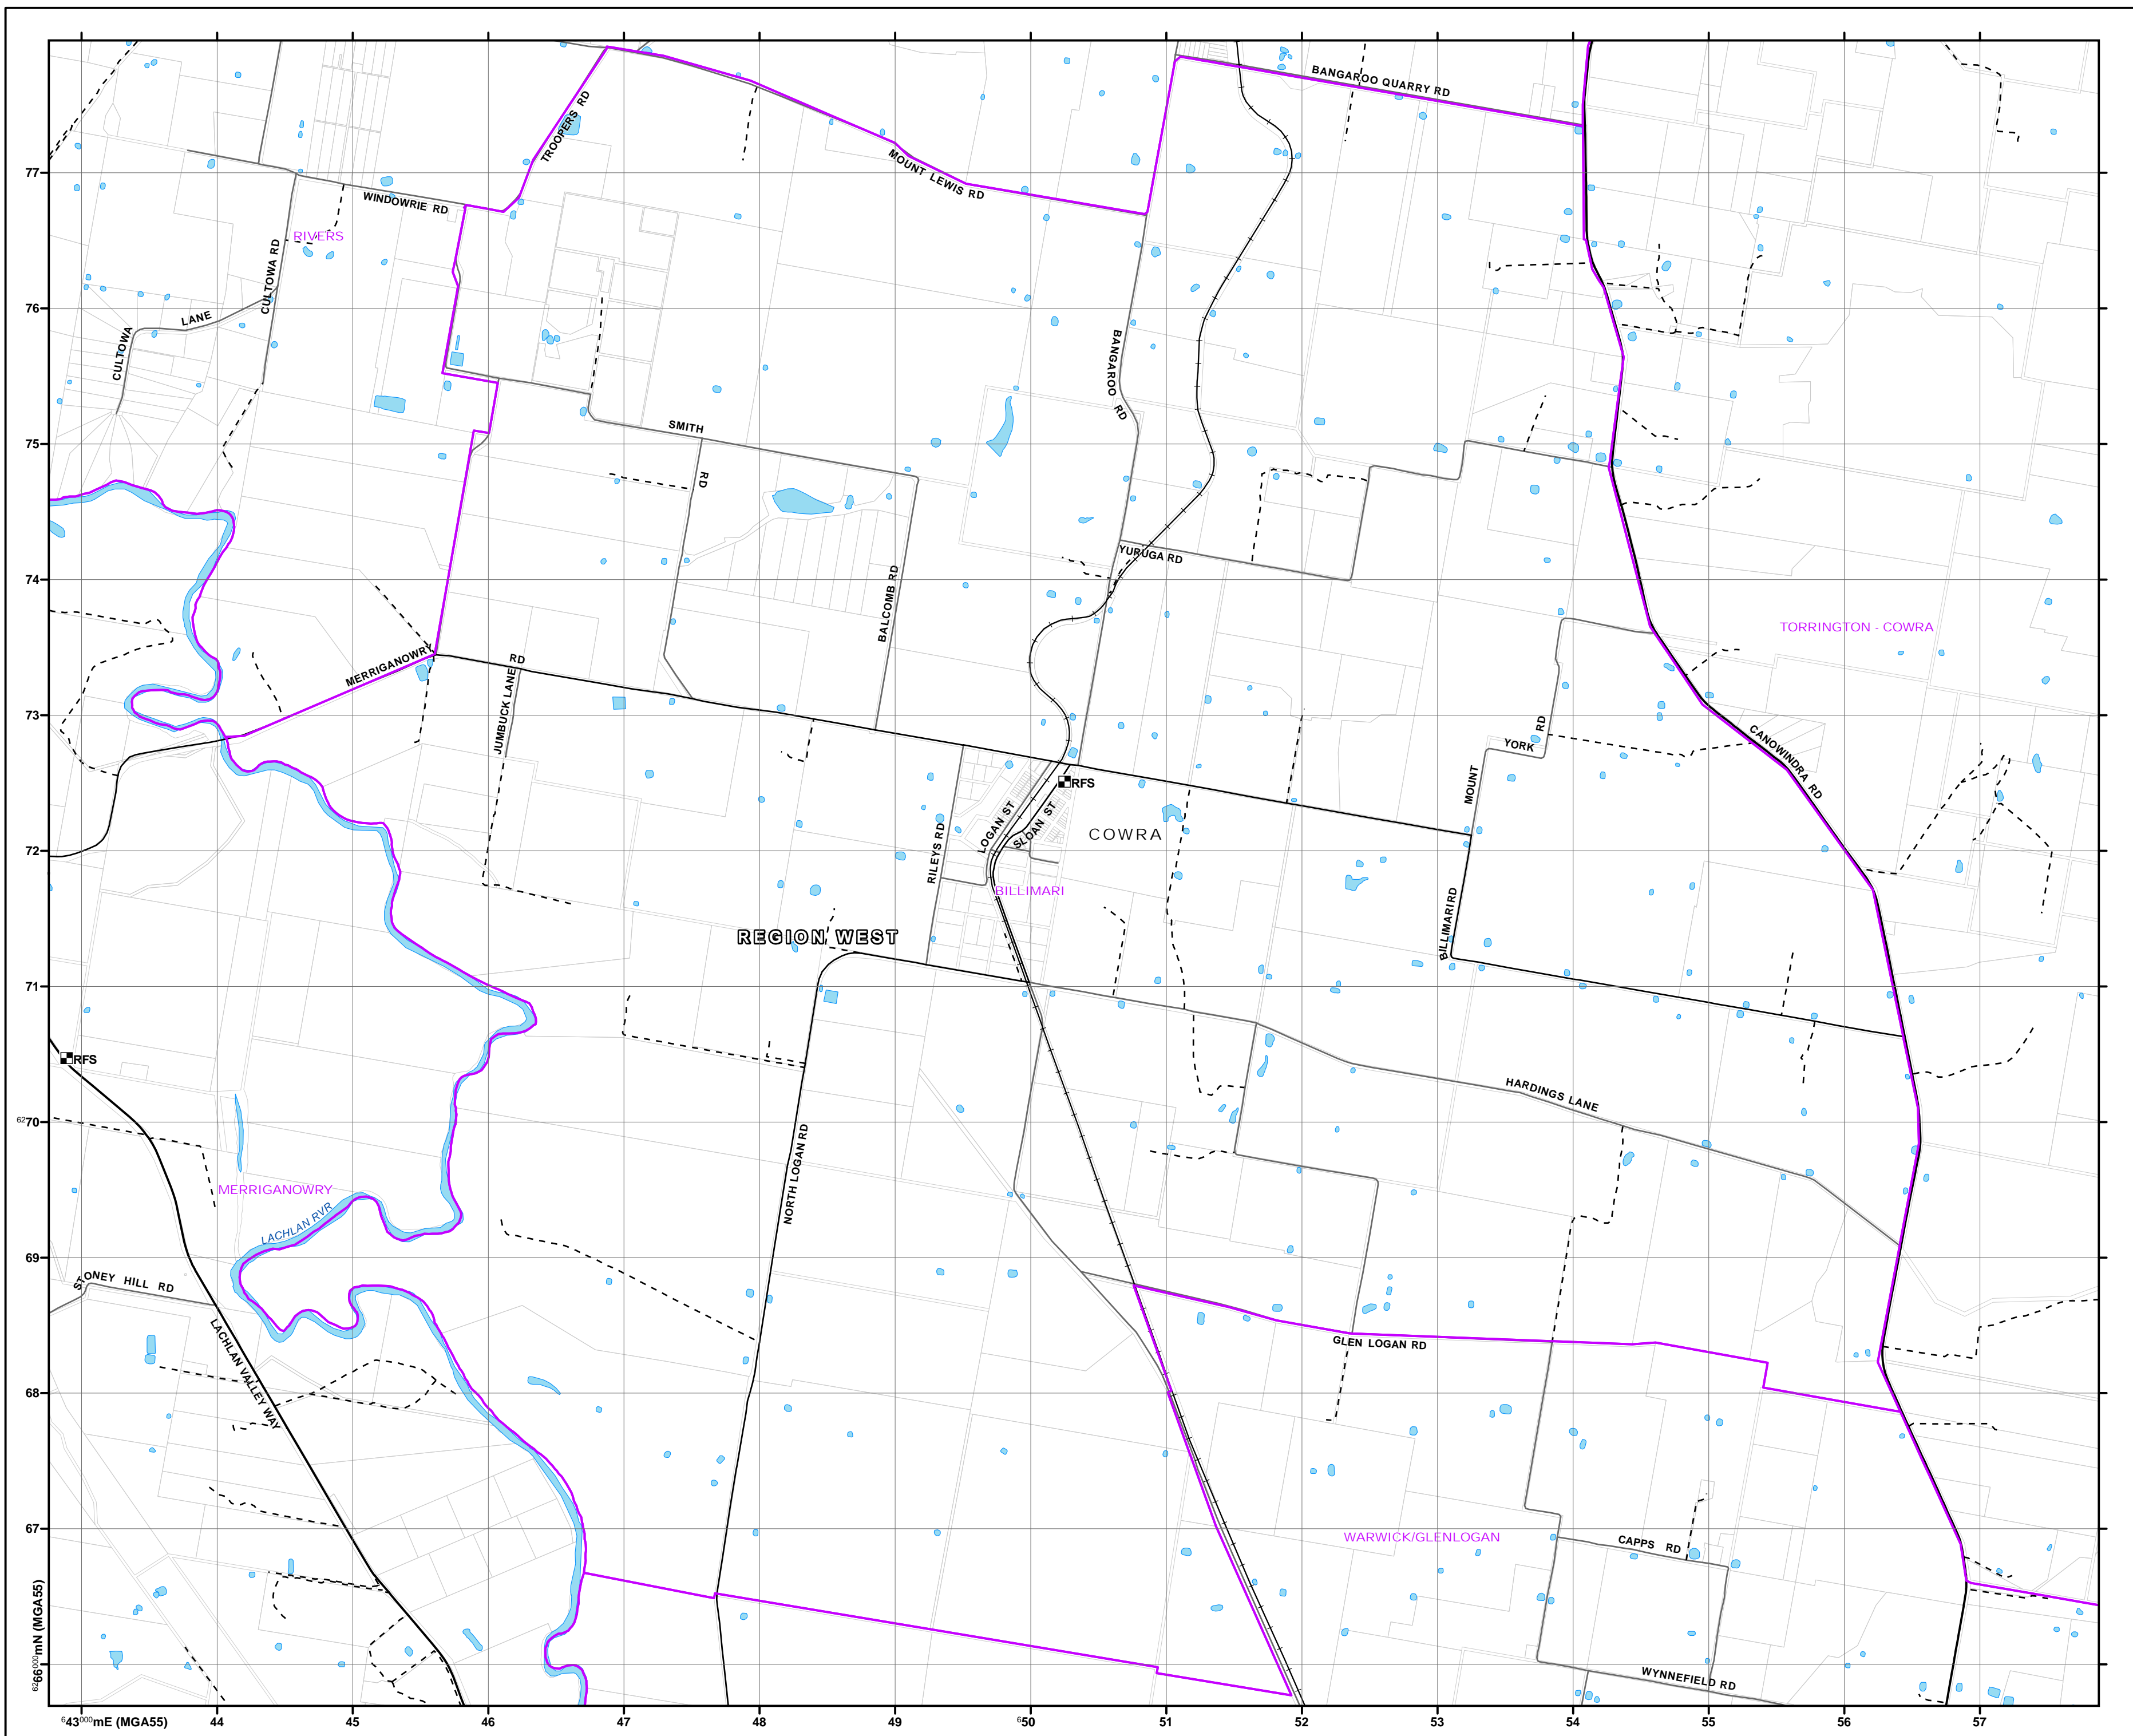 BANGAROO QUARRY RD
TROOPERS RD
MOUNT LEWIS RD
77
WINDOWRIE RD
RIVERS
CULTOWA RD
76
CULTOWA LANE
BANGAROO RD
SMITH RD
75
YURUGA RD
74
BALCOMB RD
TORRINGTON - COWRA
MERRIGANOWRY RD
JUMBUCK LANE
73
YORK RD
CANOWINDRA RD
RFS
MOUNT
LOGAN ST
SLOAN ST
COWRA
RILEYS RD
72
BILLIMARI
BILLIMARI RD
REGION WEST
71
RFS
HARDINGS LANE
6270
NORTH LOGAN RD
MERRIGANOWRY
LACHLAN RVR
69
STONEY HILL RD
LACHLAN VALLEY WAY
GLEN LOGAN RD
68
67
WARWICK/GLENLOGAN
CAPPS RD
6266000mN (MGA55)
WYNNEFIELD RD
643000mE (MGA55)
44
45
46
47
48
49
650
51
52
53
54
55
56
57